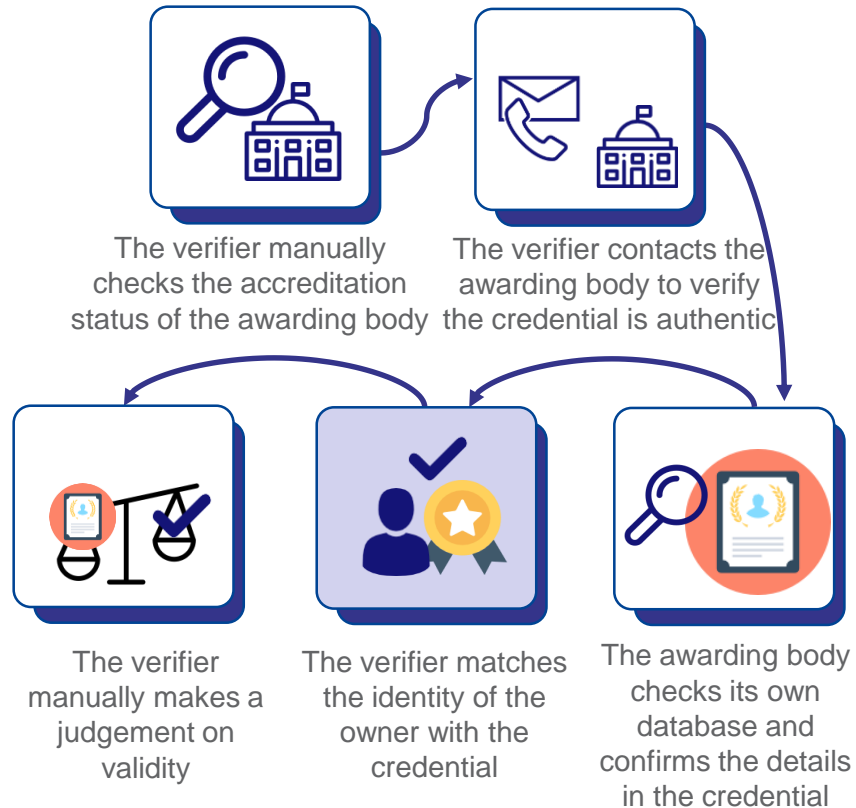 The verifier manually
checks the accreditation
status of the awarding body
The verifier contacts the
awarding body to verify
the credential is authentic
The awarding body
checks its own
database and
confirms the details
in the credential
The verifier matches
the identity of the
owner with the
credential
The verifier
manually makes a
judgement on
validity